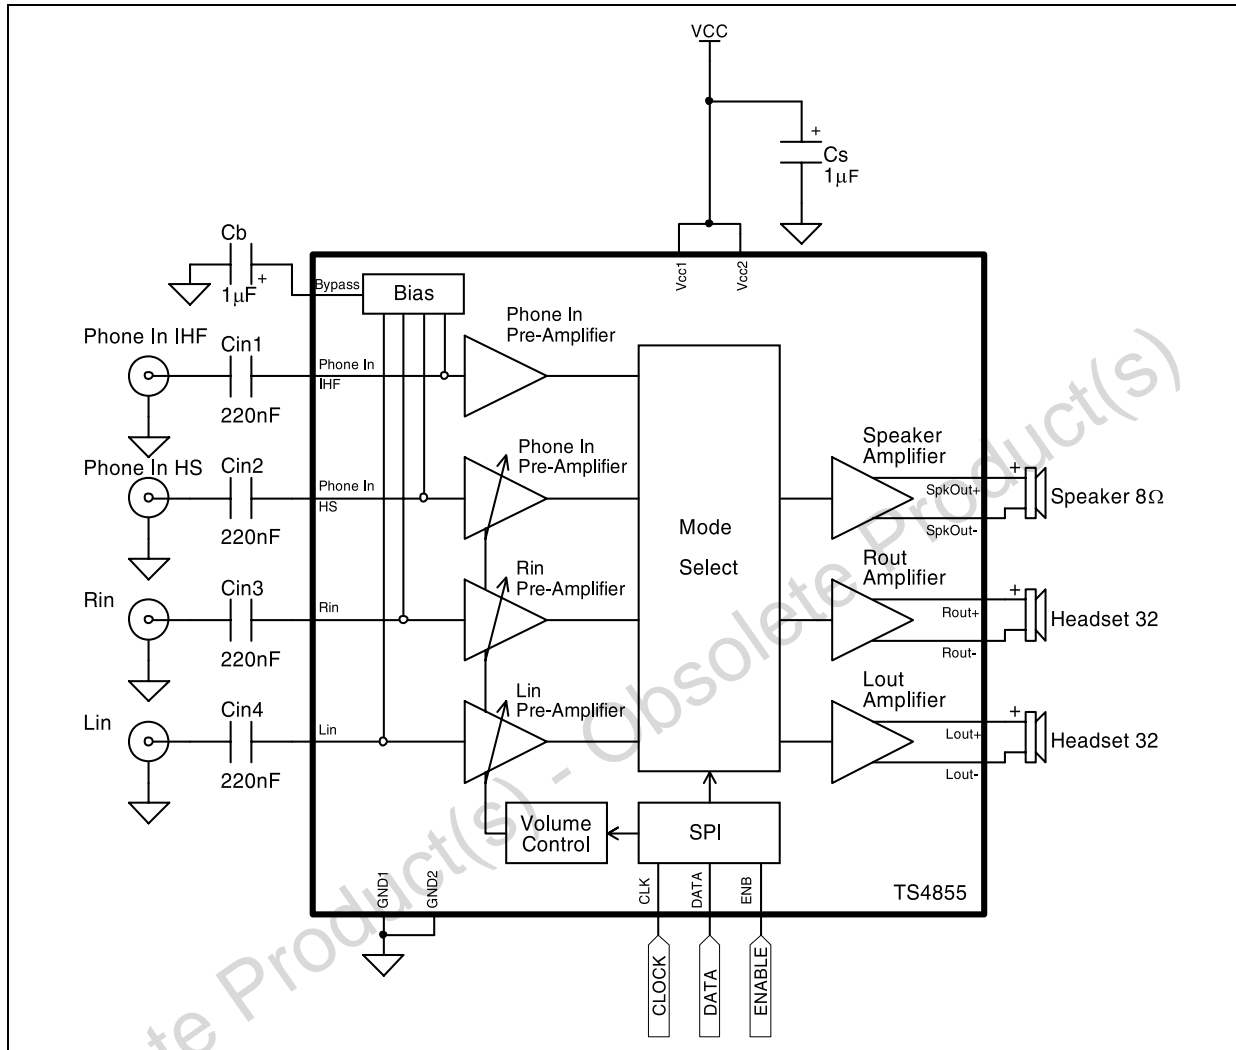 VCC
+
Cs
1µF
Cb
+
1µF
Bypass
Bias
Vcc1
Vcc2
Phone In IHF
Cin1
220nF
Phone In
IHF
Phone In
Pre-Amplifier
Phone In HS
Cin2
220nF
Phone In
HS
Phone In
Pre-Amplifier
Rin
Cin3
220nF
Rin
Rin
Pre-Amplifier
Lin
Cin4
220nF
Lin
Lin
Pre-Amplifier
Mode
Select
Speaker
Amplifier
SpkOut+
SpkOut-
+
Speaker 8Ω
Rout
Amplifier
Rout+
Rout-
+
Headset 32
Lout
Amplifier
Lout+
Lout-
+
Headset 32
Volume
Control
SPI
GND1
GND2
CLK
DATA
ENB
TS4855
CLOCK
DATA
ENABLE
te Product(s) - Obsolete Product(s)